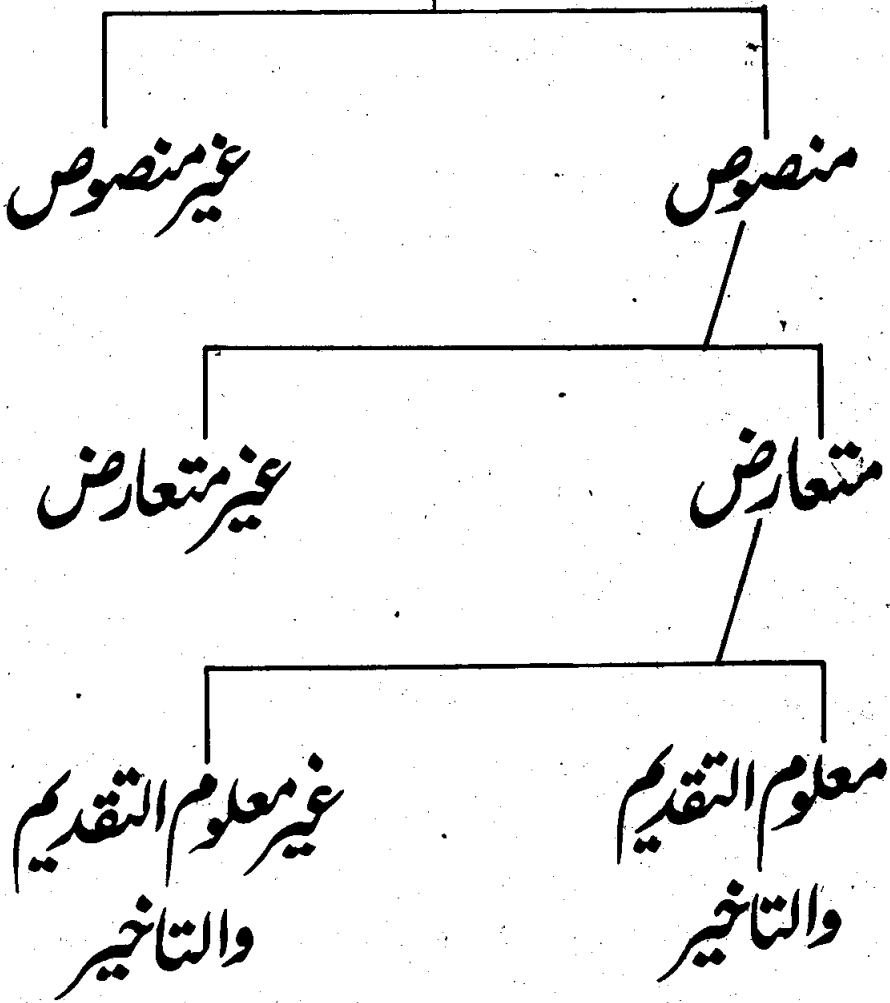 منصوص
غیر منصوص
متعارض
غیر متعارض
معلوم التقدیم
والتاخیر
غیر معلوم التقدیم
والتاخیر